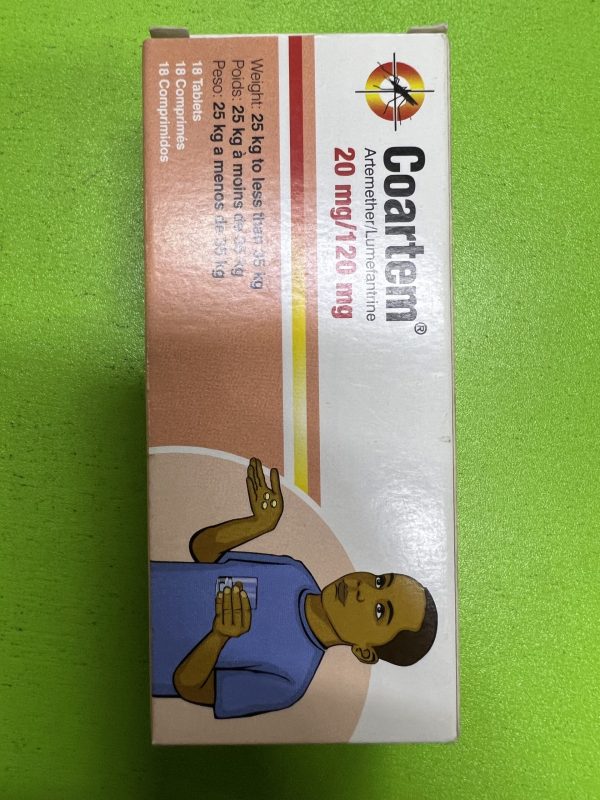 Coartem®
Artemether/Lumefantrine
20 mg/120 mg
Weight: 25 kg to less than 35 kg
Poids: 25 kg à moins de 35 kg
Peso: 25 kg a menos de 35 kg
18 Tablets
18 Comprimés
18 Comprimidos